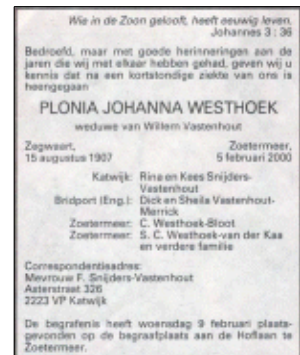 Wie in de Zoon gelooft, heeft eeuwig leven.
Johannes 3 : 36
Bedroefd, maar met goede herinneringen aan de
jaren die wij met elkaar hebben gehad, geven wij u
kennis dat na een kortstondige ziekte van ons is
heengegaan
PLONIA JOHANNA WESTHOEK
weduwe van Willem Vastenhout
Zegwaart, Zoetermeer,
15 augustus 1907 5 februari 2000
Katwijk: Rina en Kees Snijders-
Vastenhout
Bridport (Eng.): Dick en Sheila Vastenhout-
Merrick
Zoetermeer: C. Westhoek-Bloot
Zoetermeer: S. C. Westhoek-van der Kaa
en verdere familie
Correspondentieadres:
Mevrouw F. Snijders-Vastenhout
Asterstraat 326
2223 VP Katwijk
De begrafenis heeft woensdag 9 februari plaats-
gevonden op de begraafplaats aan de Hoflaan te
Zoetermeer.